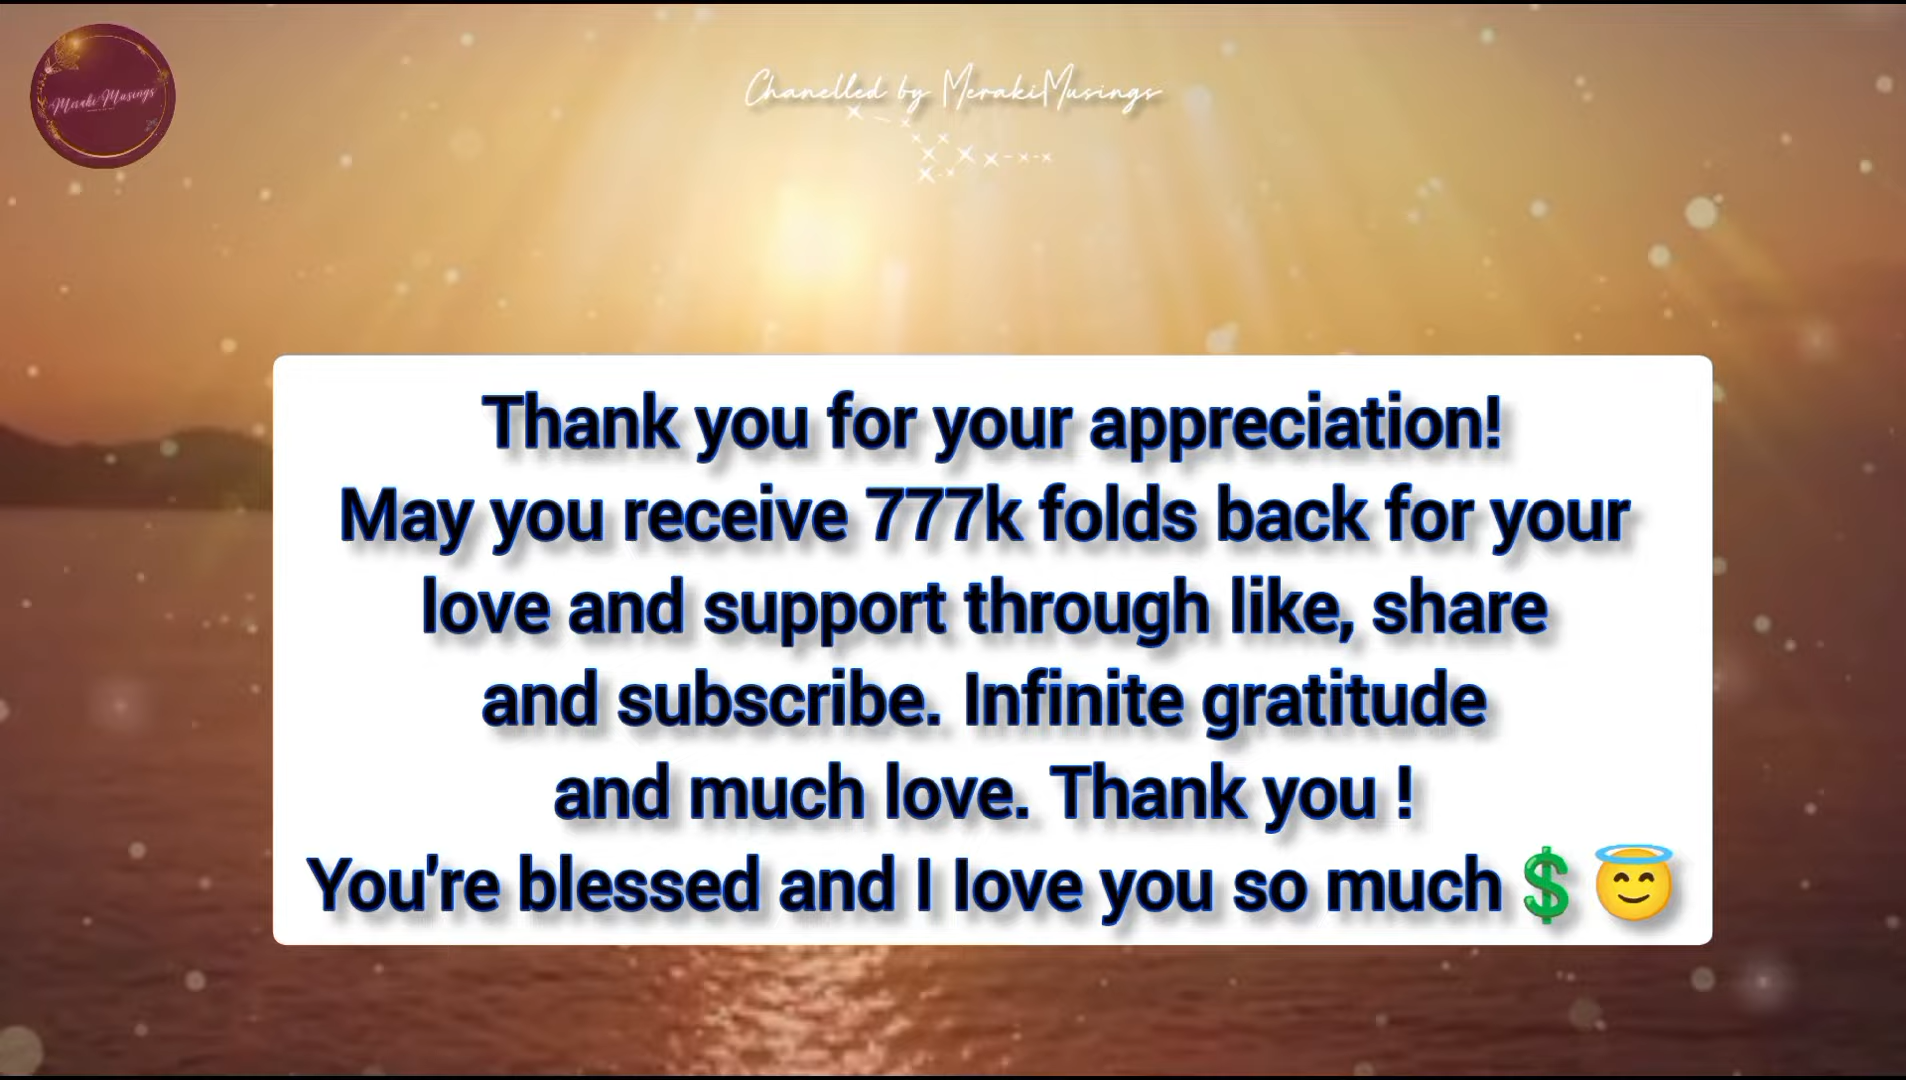 Meraki Musings
Chanelled by MerakiMusings
Thank you for your appreciation!
May you receive 777k folds back for your
love and support through like, share
and subscribe. Infinite gratitude
and much love. Thank you !
You're blessed and I love you so much 💲 😇